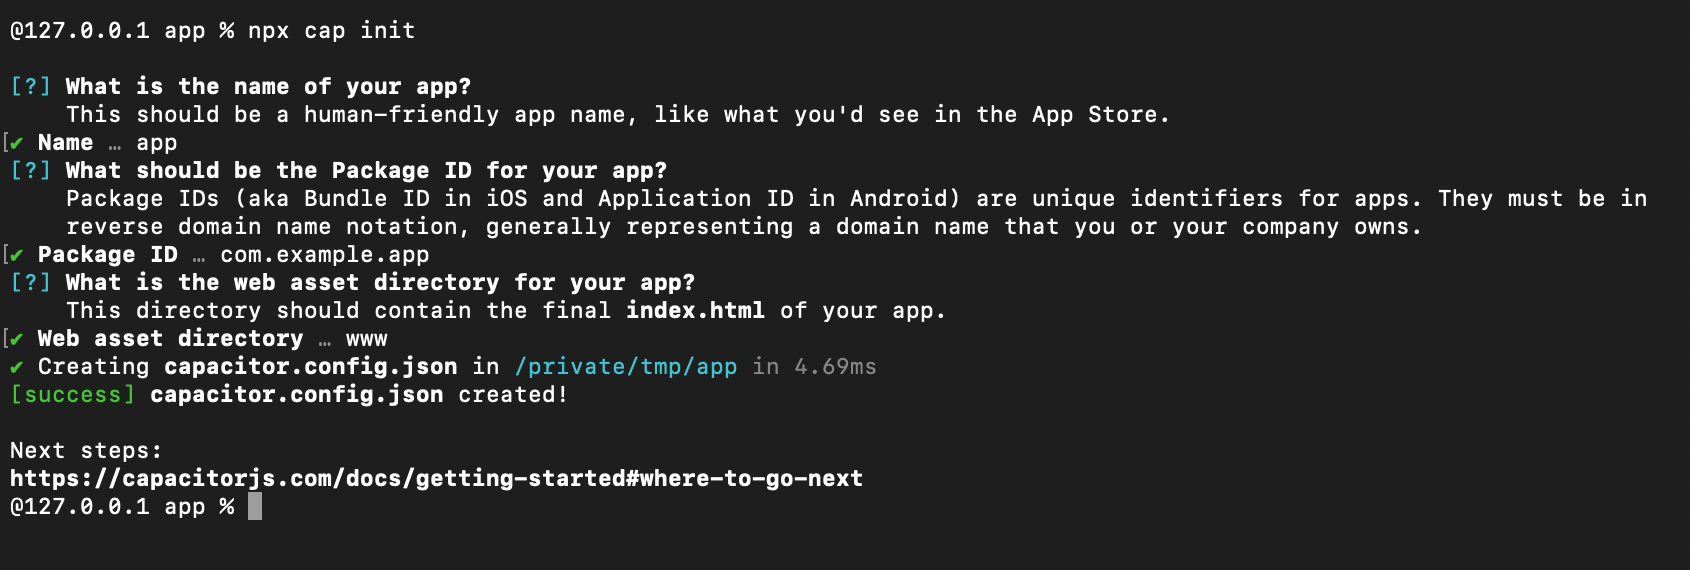 @127.0.0.1 app % npx cap init
[?] What is the name of your app?
This should be a human-friendly app name, like what you'd see in the App Store.
[✔ Name … app
[?] What should be the Package ID for your app?
Package IDs (aka Bundle ID in iOS and Application ID in Android) are unique identifiers for apps. They must be in
reverse domain name notation, generally representing a domain name that you or your company owns.
[✔ Package ID … com.example.app
[?] What is the web asset directory for your app?
This directory should contain the final index.html of your app.
[✔ Web asset directory … www
✔ Creating capacitor.config.json in /private/tmp/app in 4.69ms
[success] capacitor.config.json created!
Next steps:
https://capacitorjs.com/docs/getting-started#where-to-go-next
@127.0.0.1 app %